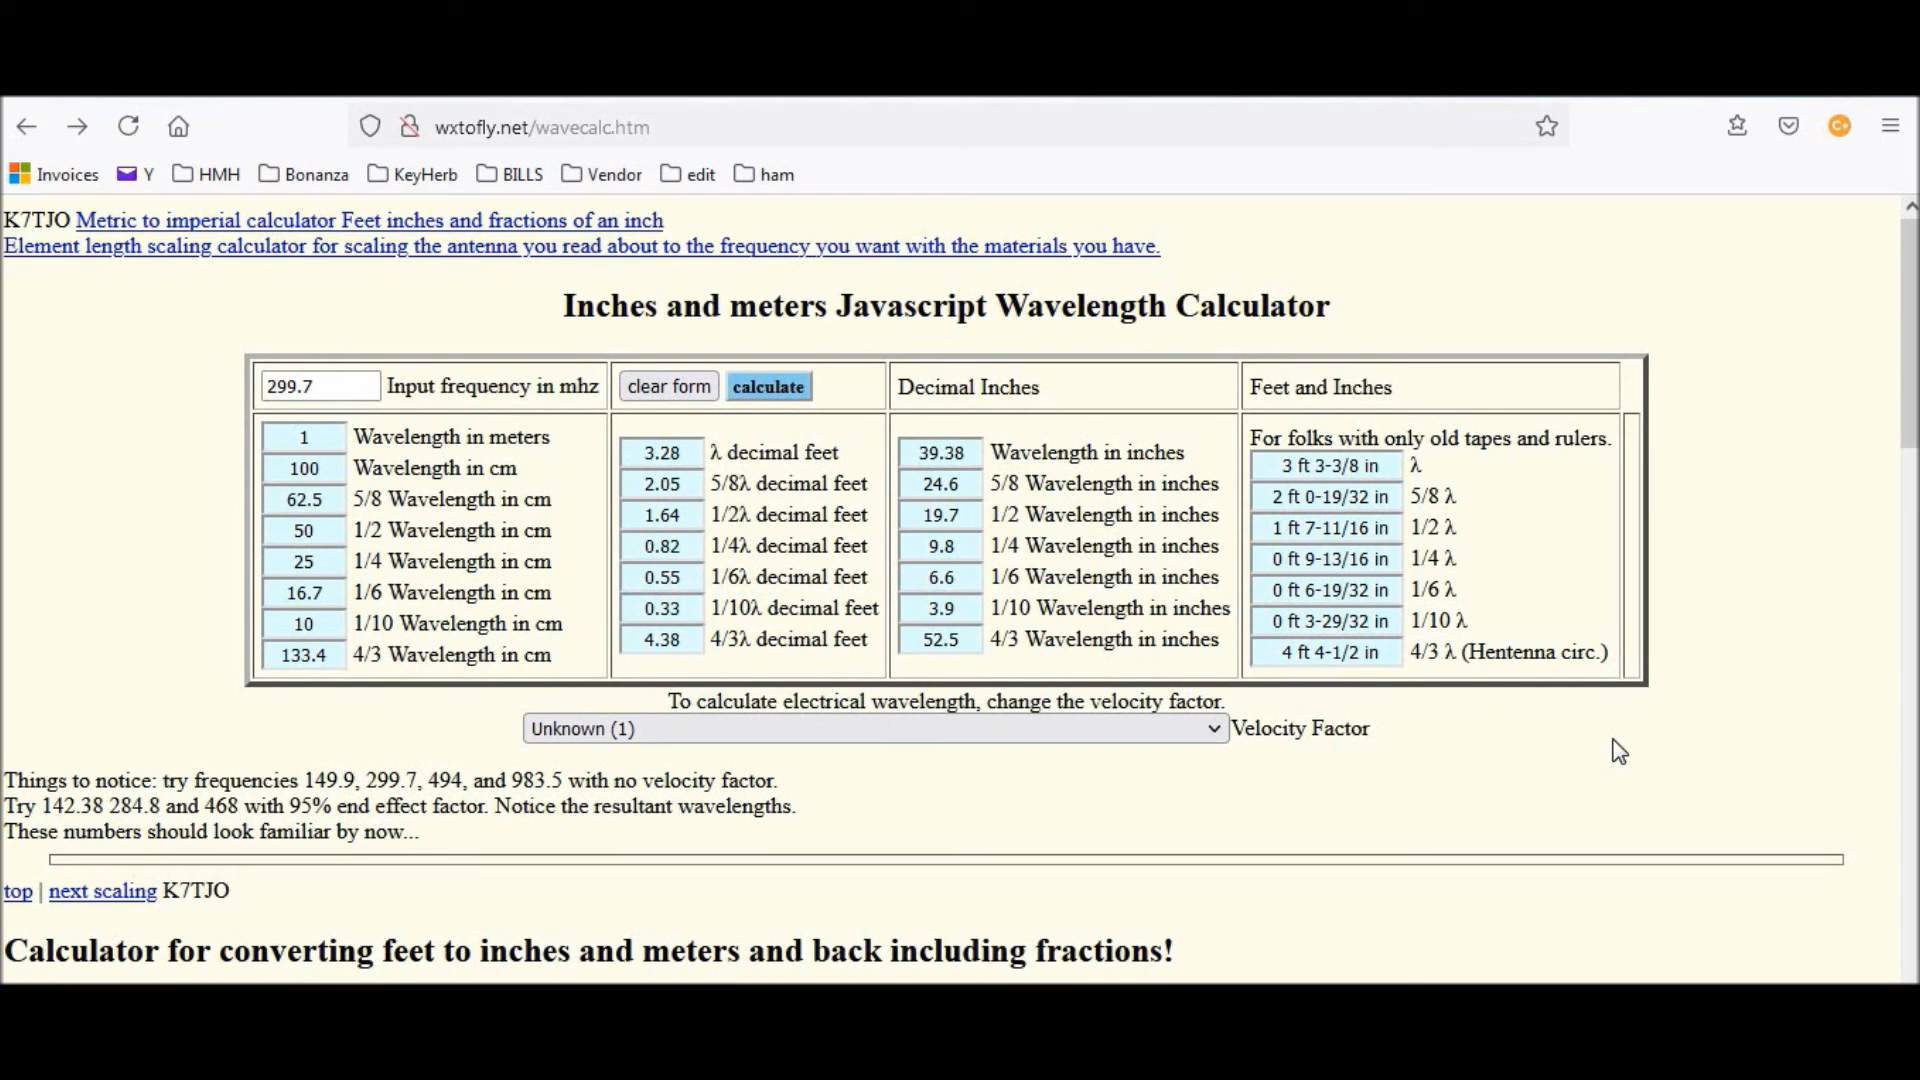 wxtofly.net/wavecalc.htm
C+
Invoices Y HMH Bonanza KeyHerb BILLS Vendor edit ham
K7TJO Metric to imperial calculator Feet inches and fractions of an inch
Element length scaling calculator for scaling the antenna you read about to the frequency you want with the materials you have.
Inches and meters Javascript Wavelength Calculator
299.7 Input frequency in mhz clear form calculate Decimal Inches Feet and Inches
1 Wavelength in meters
100 Wavelength in cm
62.5 5/8 Wavelength in cm
50 1/2 Wavelength in cm
25 1/4 Wavelength in cm
16.7 1/6 Wavelength in cm
10 1/10 Wavelength in cm
133.4 4/3 Wavelength in cm
3.28 λ decimal feet
2.05 5/8λ decimal feet
1.64 1/2λ decimal feet
0.82 1/4λ decimal feet
0.55 1/6λ decimal feet
0.33 1/10λ decimal feet
4.38 4/3λ decimal feet
39.38 Wavelength in inches
24.6 5/8 Wavelength in inches
19.7 1/2 Wavelength in inches
9.8 1/4 Wavelength in inches
6.6 1/6 Wavelength in inches
3.9 1/10 Wavelength in inches
52.5 4/3 Wavelength in inches
For folks with only old tapes and rulers.
3 ft 3-3/8 in λ
2 ft 0-19/32 in 5/8 λ
1 ft 7-11/16 in 1/2 λ
0 ft 9-13/16 in 1/4 λ
0 ft 6-19/32 in 1/6 λ
0 ft 3-29/32 in 1/10 λ
4 ft 4-1/2 in 4/3 λ (Hentenna circ.)
To calculate electrical wavelength, change the velocity factor.
Unknown (1) Velocity Factor
Things to notice: try frequencies 149.9, 299.7, 494, and 983.5 with no velocity factor.
Try 142.38 284.8 and 468 with 95% end effect factor. Notice the resultant wavelengths.
These numbers should look familiar by now...
top | next scaling K7TJO
Calculator for converting feet to inches and meters and back including fractions!